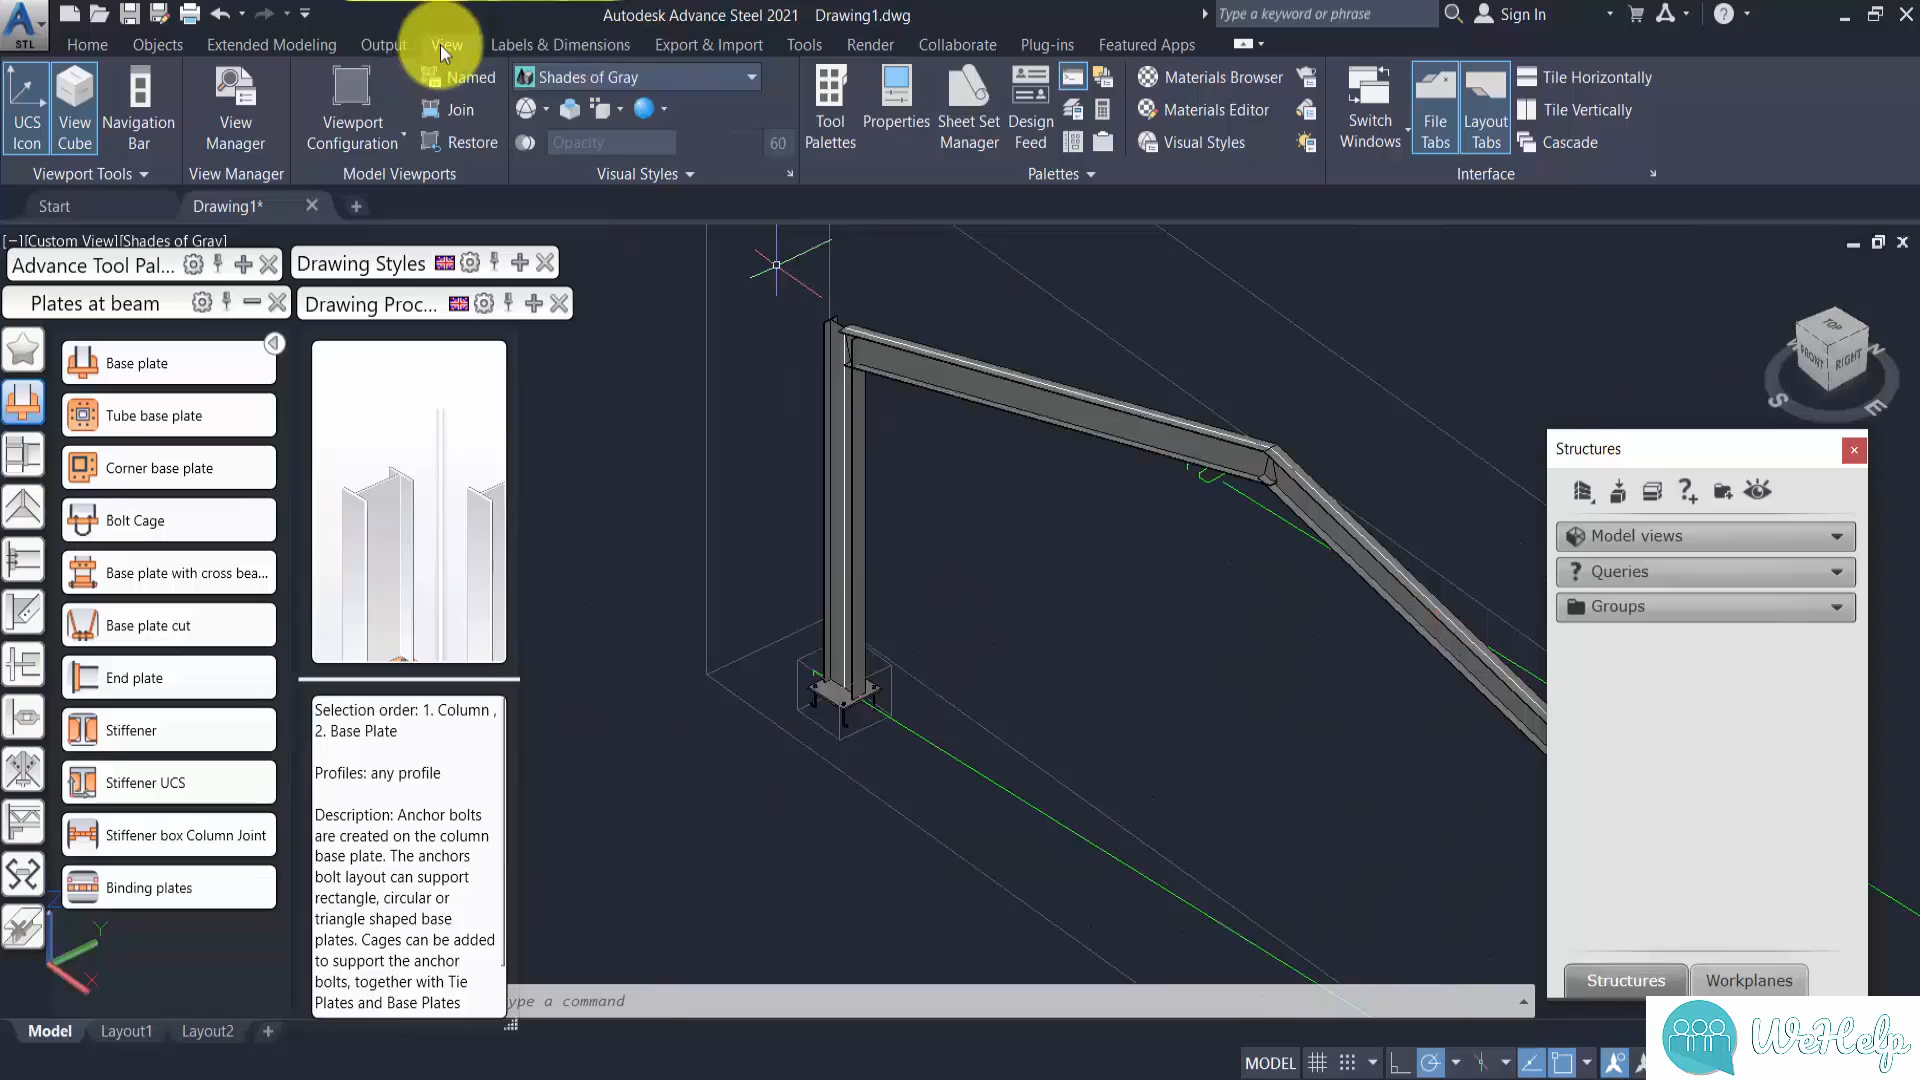 Autodesk Advance Steel 2021 Drawing1.dwg
Type a keyword or phrase
Sign In
STL
Home Objects Extended Modeling Output View Labels & Dimensions Export & Import Tools Render Collaborate Plug-ins Featured Apps
UCS Icon
View Cube
Navigation Bar
View Manager
Viewport Configuration
Named
Join
Restore
Shades of Gray
Opacity 60
Tool Palettes
Properties
Sheet Set Manager
Design Feed
Materials Browser
Materials Editor
Visual Styles
Switch Windows
File Tabs
Layout Tabs
Tile Horizontally
Tile Vertically
Cascade
Viewport Tools View Manager Model Viewports Visual Styles Palettes Interface
Start Drawing1*
[−][Custom View][Shades of Gray]
Advance Tool Pal...
Drawing Styles
Plates at beam
Drawing Proc...
Base plate
Tube base plate
Corner base plate
Bolt Cage
Base plate with cross bea...
Base plate cut
End plate
Stiffener
Stiffener UCS
Stiffener box Column Joint
Binding plates
Selection order: 1. Column ,
2. Base Plate
Profiles: any profile
Description: Anchor bolts
are created on the column
base plate. The anchors
bolt layout can support
rectangle, circular or
triangle shaped base
plates. Cages can be added
to support the anchor
bolts, together with Tie
Plates and Base Plates
Y
X
TOP
FRONT
RIGHT
S
E
Structures
Model views
Queries
Groups
Structures Workplanes
ype a command
Model Layout1 Layout2
MODEL
WeHelp